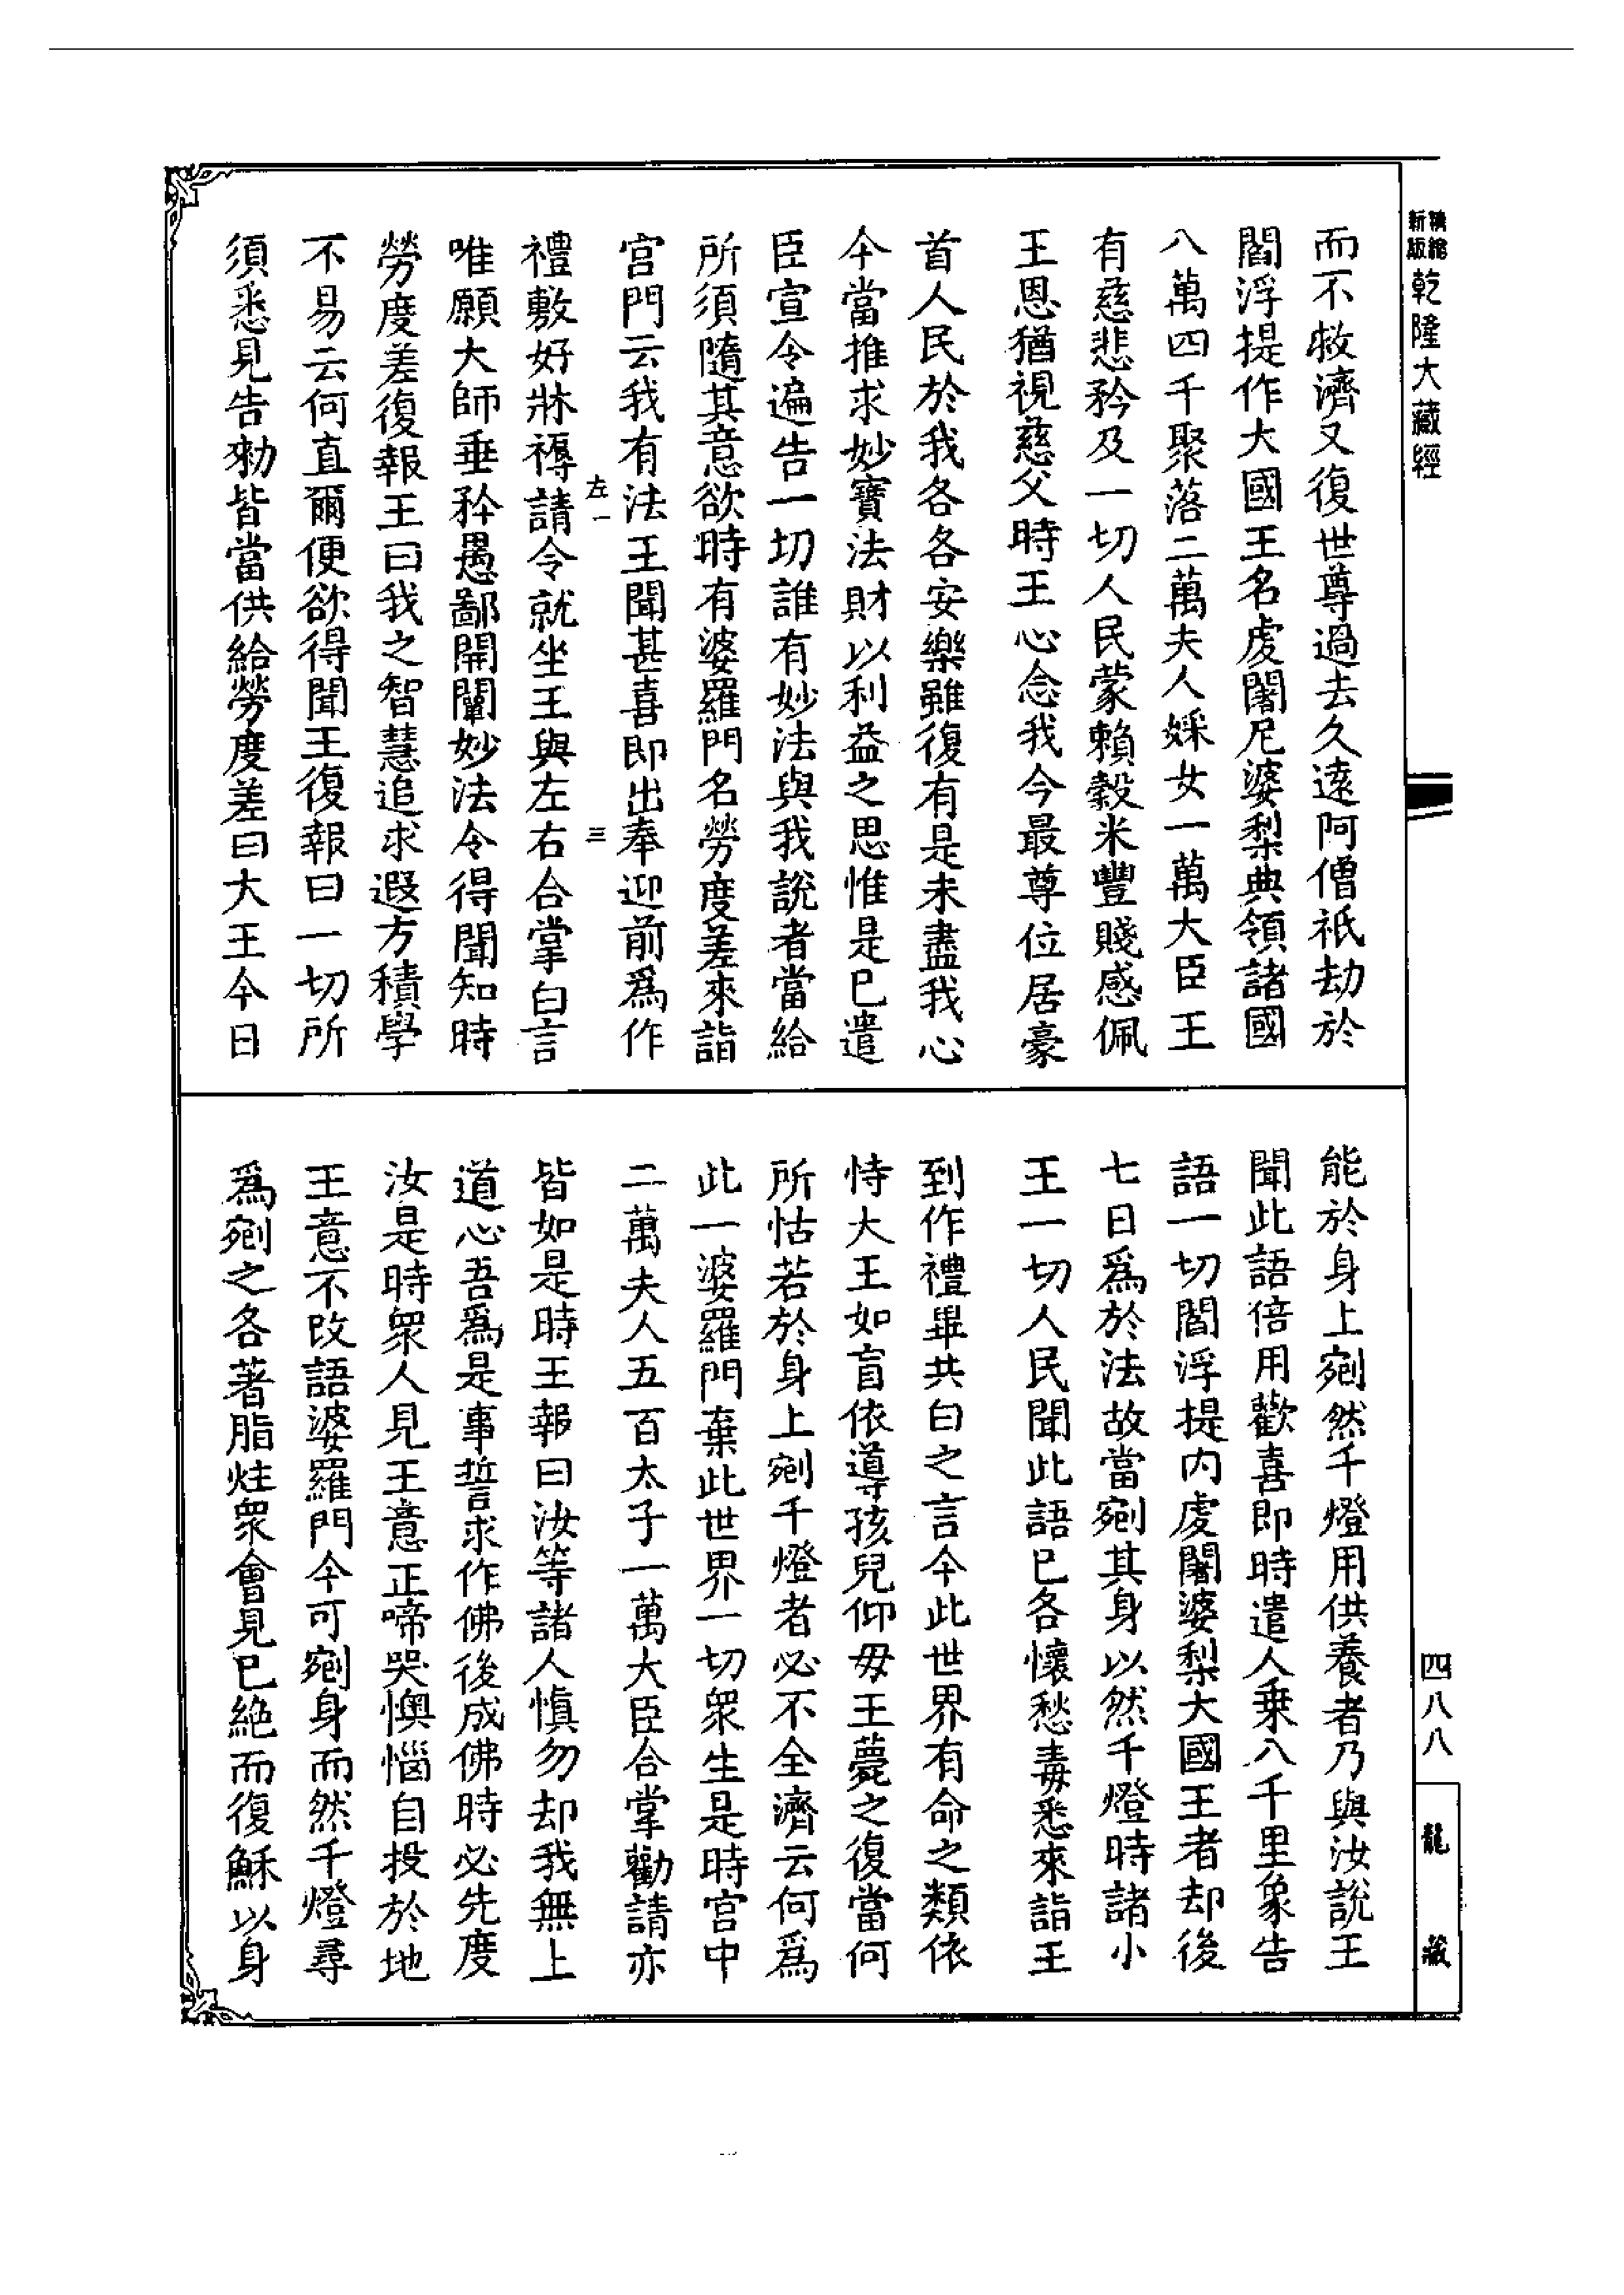 精縮
新版
乾隆大藏經
而不救濟又復世尊過去久遠阿僧祇劫於
閻浮提作大國王名虔闍尼婆梨典領諸國
八萬四千聚落二萬夫人婇女一萬大臣王
有慈悲矜及一切人民蒙賴穀米豐賤感佩
王恩猶視慈父時王心念我今最尊位居豪
首人民於我各各安樂雖復有是未盡我心
今當推求妙寶法財以利益之思惟是已遣
臣宣令遍告一切誰有妙法與我說者當給
所須隨其意欲時有婆羅門名勞度差來詣
宮門云我有法王聞甚喜即出奉迎前爲作
左一 三
禮敷好牀褥請令就坐王與左右合掌白言
唯願大師垂矜愚鄙開闡妙法令得聞知時
勞度差復報王曰我之智慧追求遐方積學
不易云何直爾便欲得聞王復報曰一切所
須悉見告勑皆當供給勞度差曰大王今日
能於身上剜然千燈用供養者乃與汝說王
聞此語倍用歡喜即時遣人乗八千里象告
語一切閻浮提内虔闍婆梨大國王者却後
七日爲於法故當剜其身以然千燈時諸小
王一切人民聞此語已各懷愁毒悉來詣王
到作禮畢共白之言今此世界有命之類依
恃大王如盲依導孩兒仰毋王薨之復當何
所怙若於身上剜千燈者必不全濟云何爲
此一婆羅門棄此世界一切衆生是時宮中
二萬夫人五百太子一萬大臣合掌勸請亦
皆如是時王報曰汝等諸人慎勿却我無上
道心吾爲是事誓求作佛後成佛時必先度
汝是時衆人見王意正啼哭懊惱自投於地
王意不改語婆羅門今可剜身而然千燈尋
爲剜之各著脂炷衆會見已絶而復穌以身
四八八
龍藏